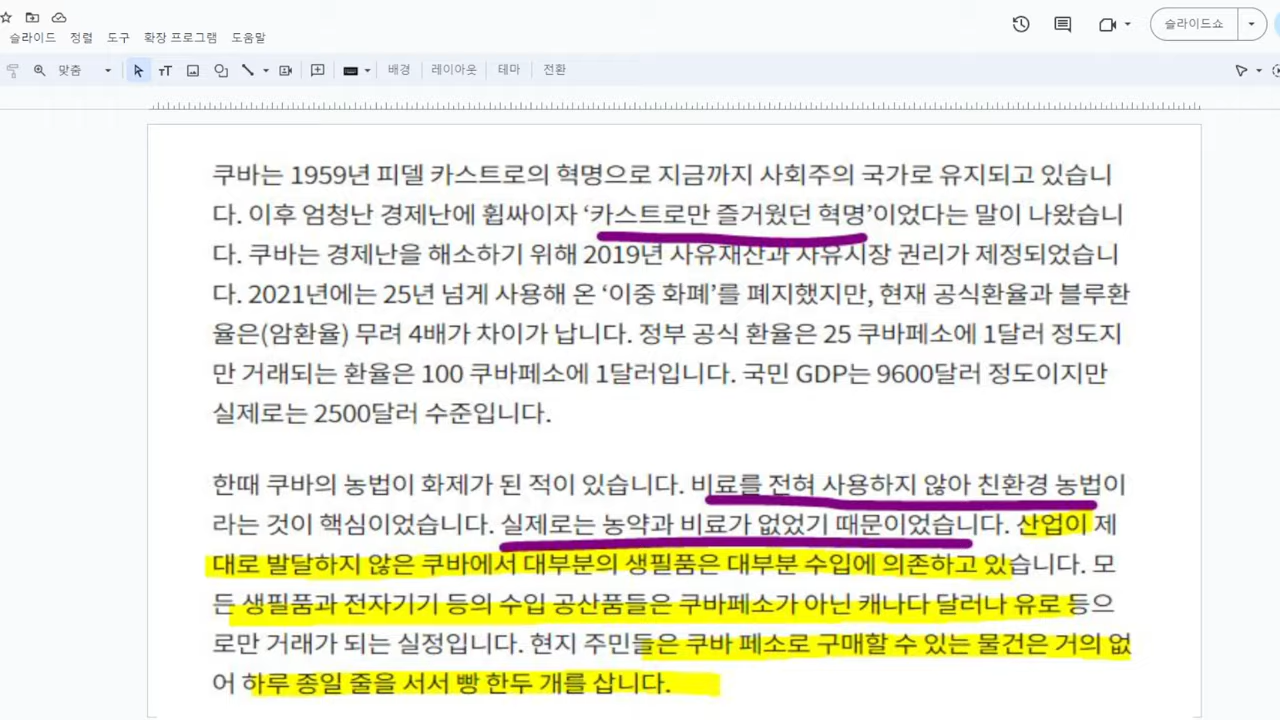 슬라이드 정렬 도구 확장 프로그램 도움말
슬라이드쇼
맞춤 배경 레이아웃 테마 전환
쿠바는 1959년 피델 카스트로의 혁명으로 지금까지 사회주의 국가로 유지되고 있습니
다. 이후 엄청난 경제난에 휩싸이자 ‘카스트로만 즐거웠던 혁명’이었다는 말이 나왔습니
다. 쿠바는 경제난을 해소하기 위해 2019년 사유재산과 자유시장 권리가 제정되었습니
다. 2021년에는 25년 넘게 사용해 온 ‘이중 화폐’를 폐지했지만, 현재 공식환율과 블루환
율은(암환율) 무려 4배가 차이가 납니다. 정부 공식 환율은 25 쿠바페소에 1달러 정도지
만 거래되는 환율은 100 쿠바페소에 1달러입니다. 국민 GDP는 9600달러 정도이지만
실제로는 2500달러 수준입니다.
한때 쿠바의 농법이 화제가 된 적이 있습니다. 비료를 전혀 사용하지 않아 친환경 농법이
라는 것이 핵심이었습니다. 실제로는 농약과 비료가 없었기 때문이었습니다. 산업이 제
대로 발달하지 않은 쿠바에서 대부분의 생필품은 대부분 수입에 의존하고 있습니다. 모
든 생필품과 전자기기 등의 수입 공산품들은 쿠바페소가 아닌 캐나다 달러나 유로 등으
로만 거래가 되는 실정입니다. 현지 주민들은 쿠바 페소로 구매할 수 있는 물건은 거의 없
어 하루 종일 줄을 서서 빵 한두 개를 삽니다.